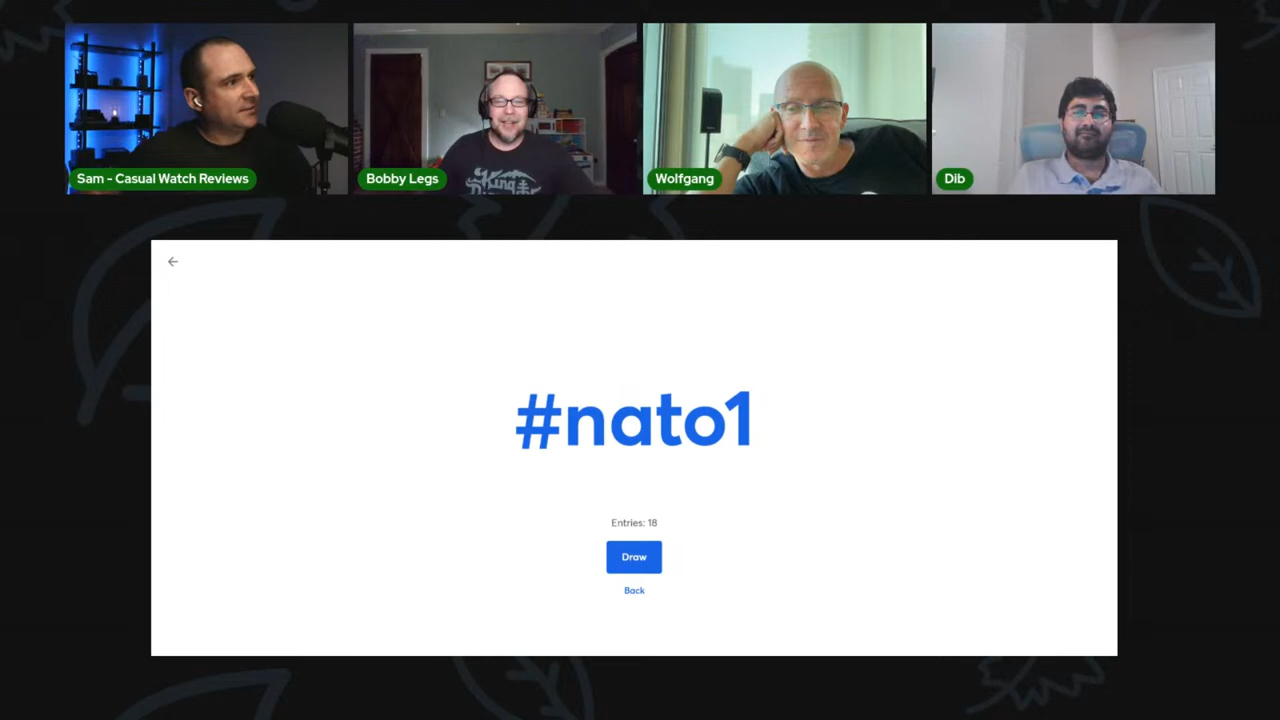 Sam - Casual Watch Reviews
Bobby Legs
Wolfgang
Dib
#nato1
Entries: 18
Draw
Back